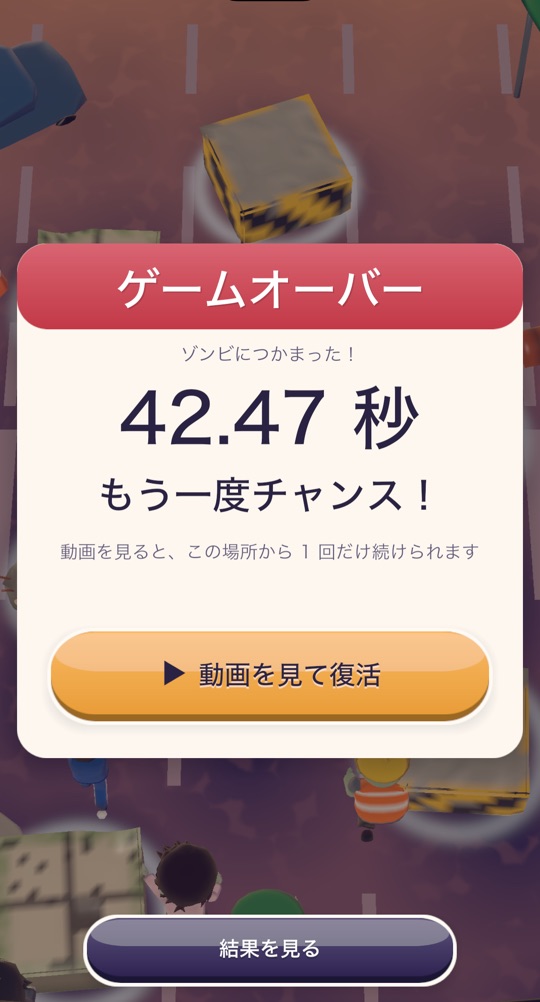 ゲームオーバー
ゾンビにつかまった！
42.47 秒
もう一度チャンス！
動画を見ると、この場所から 1 回だけ続けられます
▶ 動画を見て復活
結果を見る